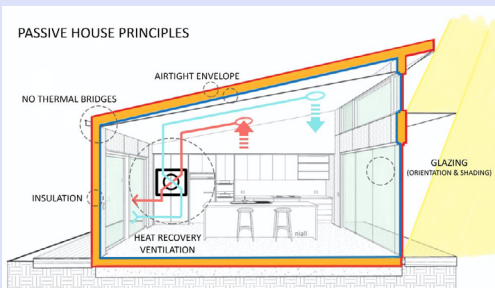 PASSIVE HOUSE PRINCIPLES
AIRTIGHT ENVELOPE
NO THERMAL BRIDGES
GLAZING
(ORIENTATION & SHADING)
INSULATION
niall
HEAT RECOVERY
VENTILATION